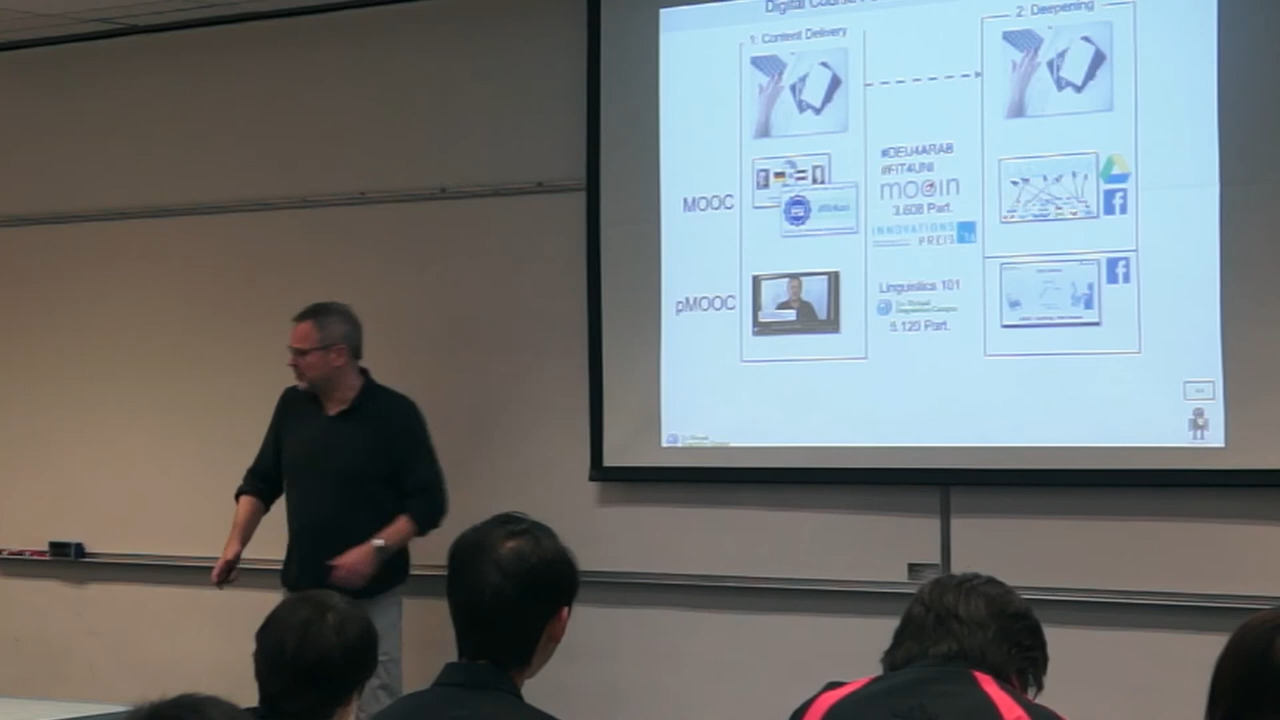 Digital Course
1: Content Delivery
2: Deepening
MOOC
#DEU4ARAB
#FIT4UNI
mooin
3.608 Part.
INNOVATIONS
PREIS
pMOOC
Linguistics 101
5.120 Part.